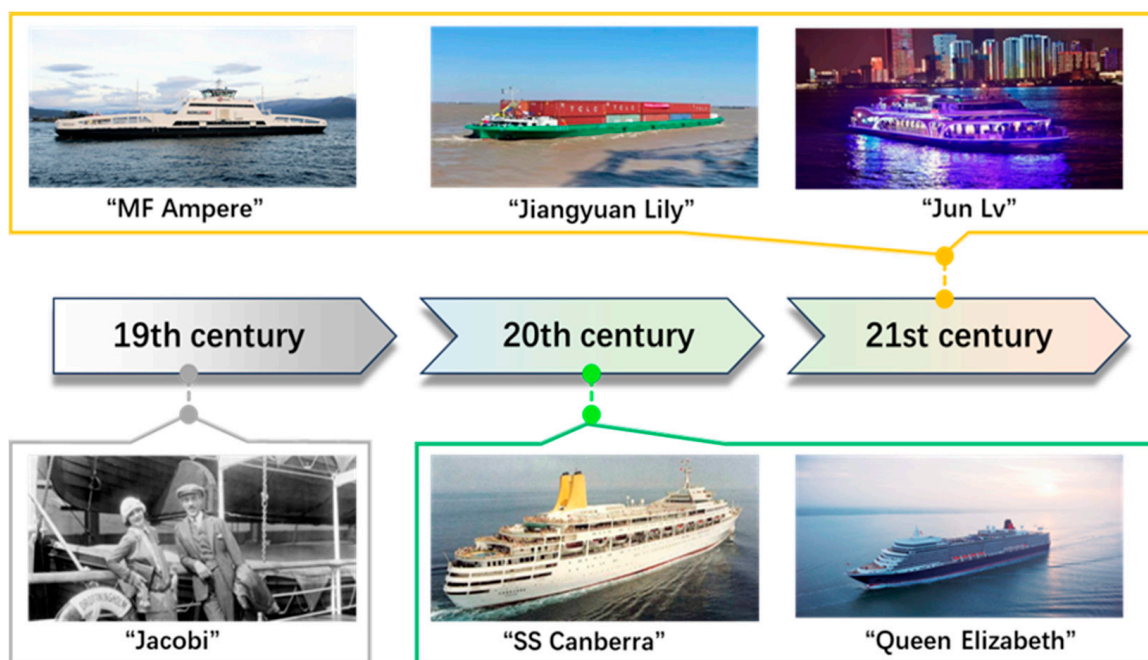 “MF Ampere”
“Jiangyuan Lily”
“Jun Lv”
19th century
20th century
21st century
“Jacobi”
“SS Canberra”
“Queen Elizabeth”